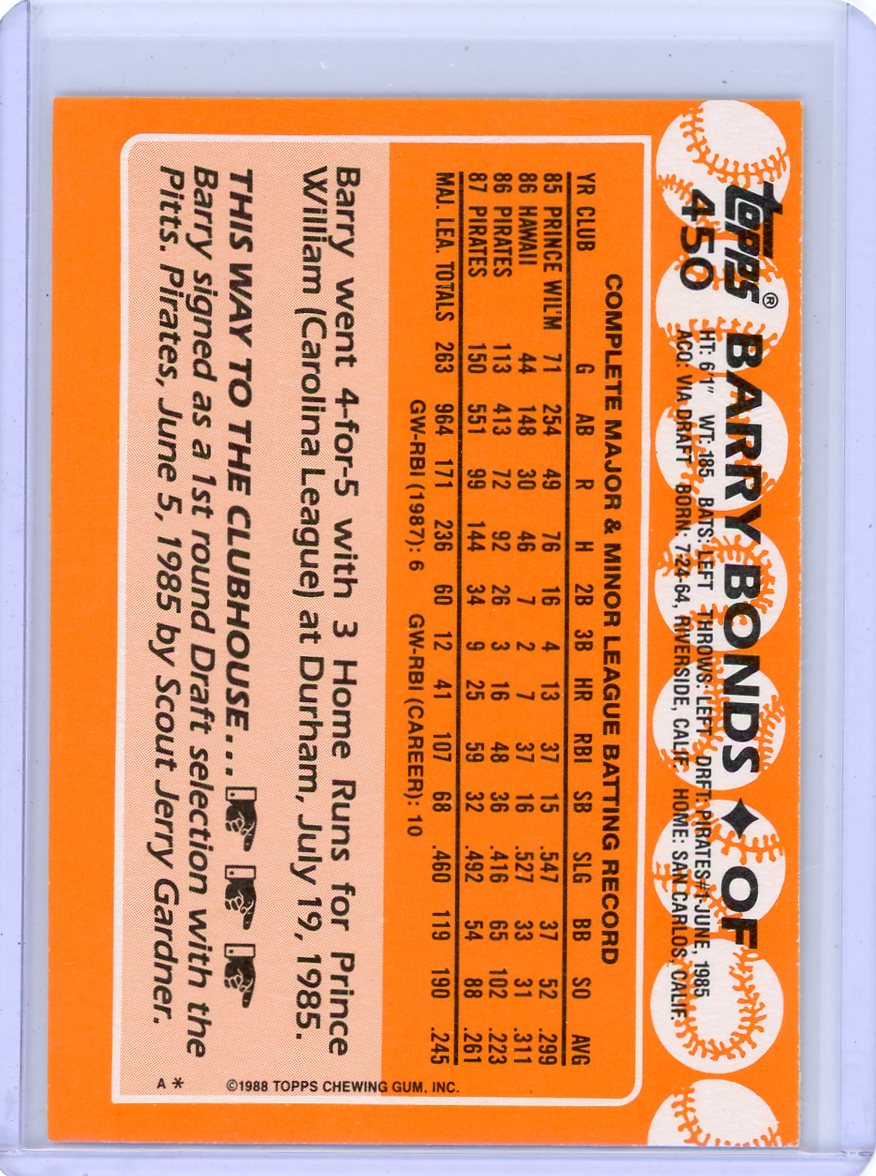 TOPPS® BARRY BONDS ♦ OF
450 HT: 6'1" WT: 185 BATS: LEFT THROWS: LEFT DRFT: PIRATES #1-JUNE, 1985
ACQ: VIA DRAFT BORN: 7-24-64, RIVERSIDE, CALIF. HOME: SAN CARLOS, CALIF.
COMPLETE MAJOR & MINOR LEAGUE BATTING RECORD
YR CLUB G AB R H 2B 3B HR RBI SB SLG BB SO AVG
85 PRINCE WIL'M 71 254 49 76 16 4 13 37 15 .547 37 52 .299
86 HAWAII 44 148 30 46 7 2 7 37 16 .527 33 31 .311
86 PIRATES 113 413 72 92 26 3 16 48 36 .416 65 102 .223
87 PIRATES 150 551 99 144 34 9 25 59 32 .492 54 88 .261
MAJ. LEA. TOTALS 263 964 171 236 60 12 41 107 68 .460 119 190 .245
GW-RBI (1987): 6 GW-RBI (CAREER): 10
Barry went 4-for-5 with 3 Home Runs for Prince
William (Carolina League) at Durham, July 19, 1985.
THIS WAY TO THE CLUBHOUSE...
Barry signed as a 1st round Draft selection with the
Pitts. Pirates, June 5, 1985 by Scout Jerry Gardner.
©1988 TOPPS CHEWING GUM, INC.
A *